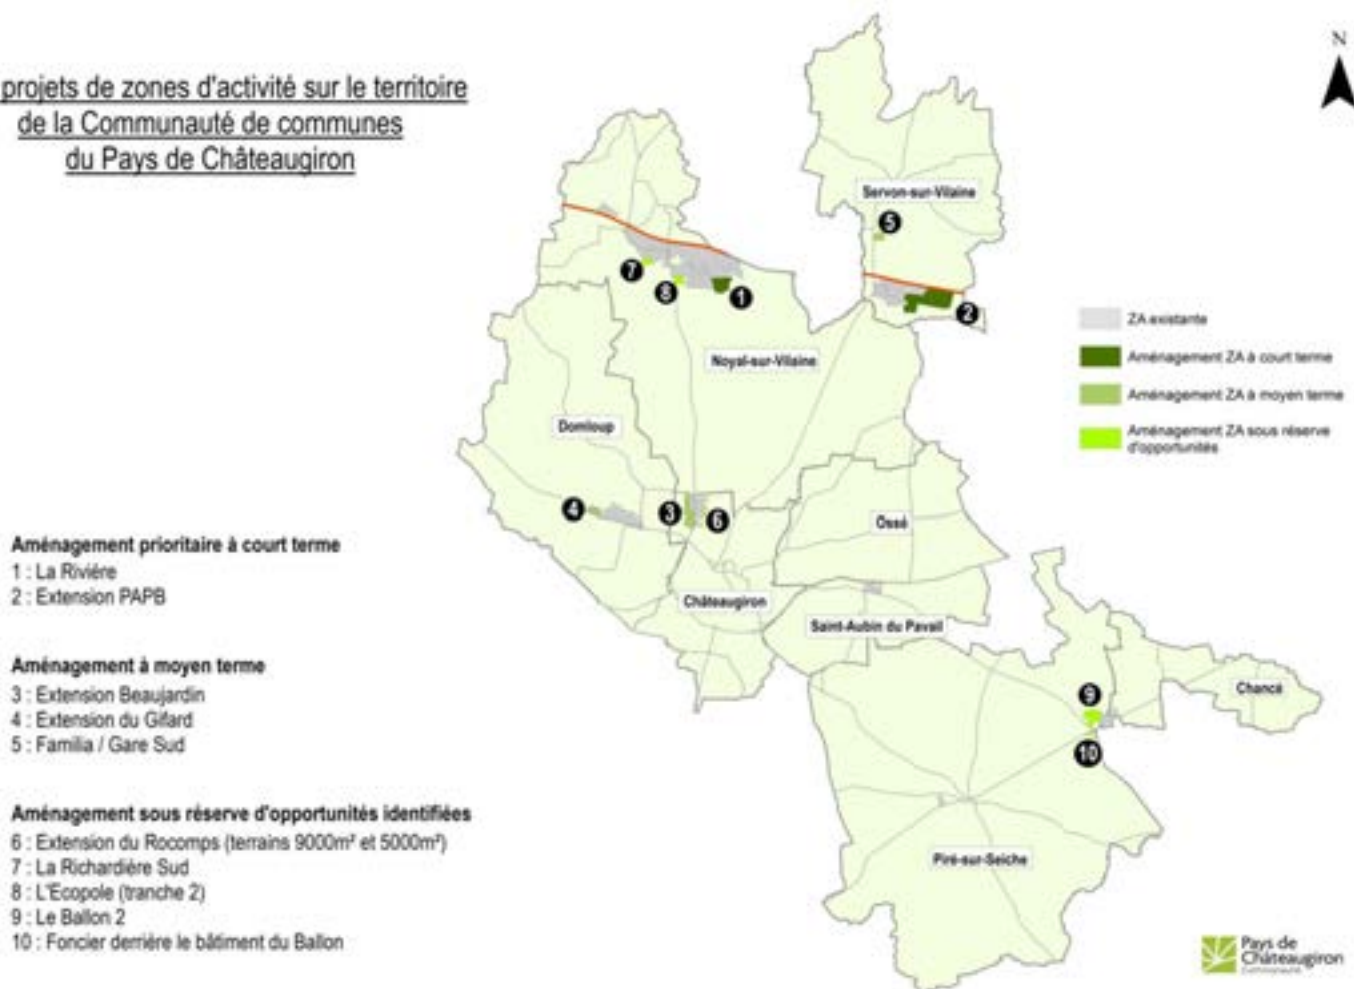 projets de zones d'activité sur le territoire
de la Communauté de communes
du Pays de Châteaugiron
N
Servon-sur-Vilaine
5
7
8
1
2
Noyal-sur-Vilaine
ZA existante
Aménagement ZA à court terme
Aménagement ZA à moyen terme
Aménagement ZA sous réserve
d'opportunités
Domloup
4
3
6
Ossé
Châteaugiron
Saint-Aubin du Pavail
Chancé
9
10
Piré-sur-Seiche
Aménagement prioritaire à court terme
1 : La Rivière
2 : Extension PAPB
Aménagement à moyen terme
3 : Extension Beaujardin
4 : Extension du Gifard
5 : Familia / Gare Sud
Aménagement sous réserve d'opportunités identifiées
6 : Extension du Rocomps (terrains 9000m² et 5000m²)
7 : La Richardière Sud
8 : L'Ecopole (tranche 2)
9 : Le Ballon 2
10 : Foncier derrière le bâtiment du Ballon
Pays de
Châteaugiron
Communauté